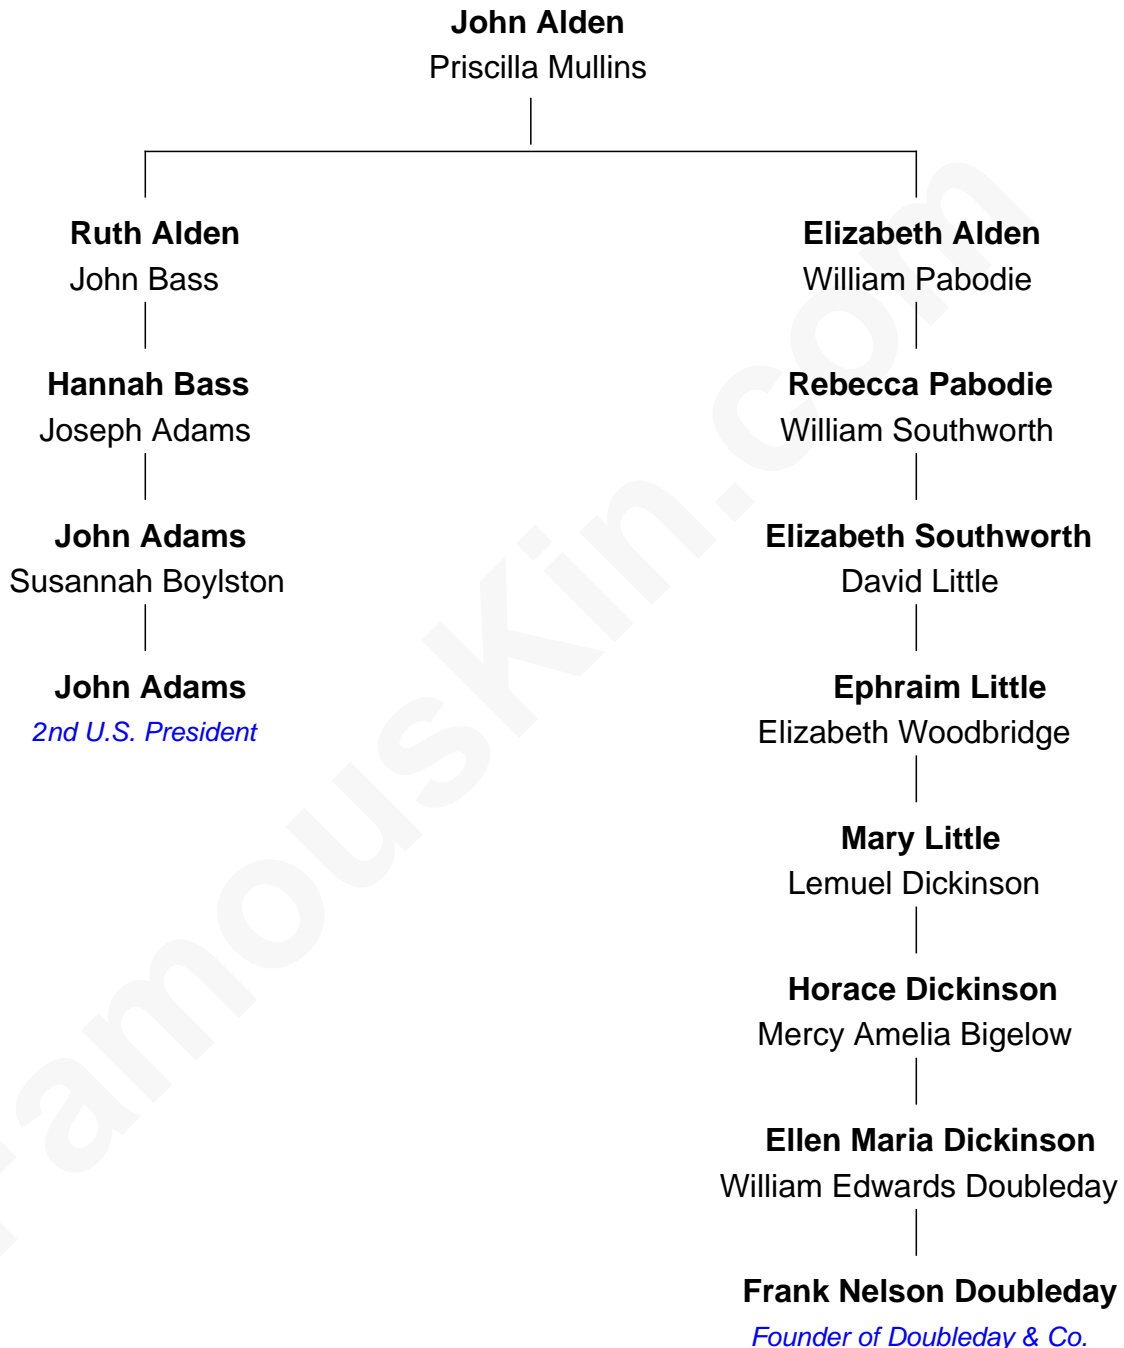 John Alden
Priscilla Mullins
Ruth Alden
John Bass
Hannah Bass
Joseph Adams
John Adams
Susannah Boylston
John Adams
2nd U.S. President
Elizabeth Alden
William Pabodie
Rebecca Pabodie
William Southworth
Elizabeth Southworth
David Little
Ephraim Little
Elizabeth Woodbridge
Mary Little
Lemuel Dickinson
Horace Dickinson
Mercy Amelia Bigelow
Ellen Maria Dickinson
William Edwards Doubleday
Frank Nelson Doubleday
Founder of Doubleday & Co.
FamousKin.com